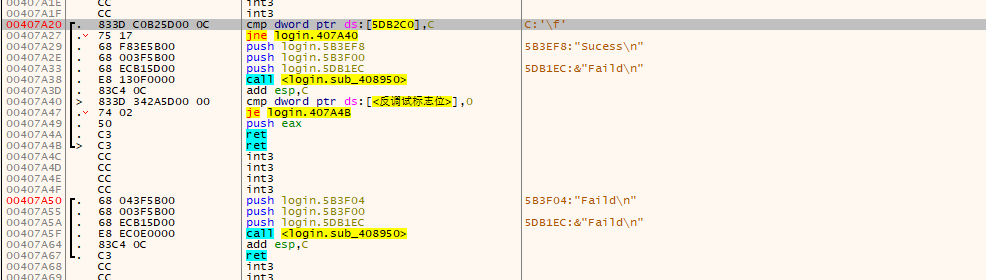 00407A1E CC int3
00407A1F CC int3
00407A20 . 833D C0B25D00 0C cmp dword ptr ds:[5DB2C0],C C:'\f'
00407A27 .v 75 17 jne login.407A40
00407A29 . 68 F83E5B00 push login.5B3EF8 5B3EF8:"Sucess\n"
00407A2E . 68 003F5B00 push login.5B3F00
00407A33 . 68 ECB15D00 push login.5DB1EC 5DB1EC:&"Faild\n"
00407A38 . E8 130F0000 call <login.sub_408950>
00407A3D . 83C4 0C add esp,C
00407A40 > 833D 342A5D00 00 cmp dword ptr ds:[<反调试标志位>],0
00407A47 .v 74 02 je login.407A4B
00407A49 . 50 push eax
00407A4A . C3 ret
00407A4B > C3 ret
00407A4C CC int3
00407A4D CC int3
00407A4E CC int3
00407A4F CC int3
00407A50 . 68 043F5B00 push login.5B3F04 5B3F04:"Faild\n"
00407A55 . 68 003F5B00 push login.5B3F00
00407A5A . 68 ECB15D00 push login.5DB1EC 5DB1EC:&"Faild\n"
00407A5F . E8 EC0E0000 call <login.sub_408950>
00407A64 . 83C4 0C add esp,C
00407A67 . C3 ret
00407A68 CC int3
00407A69 CC int3